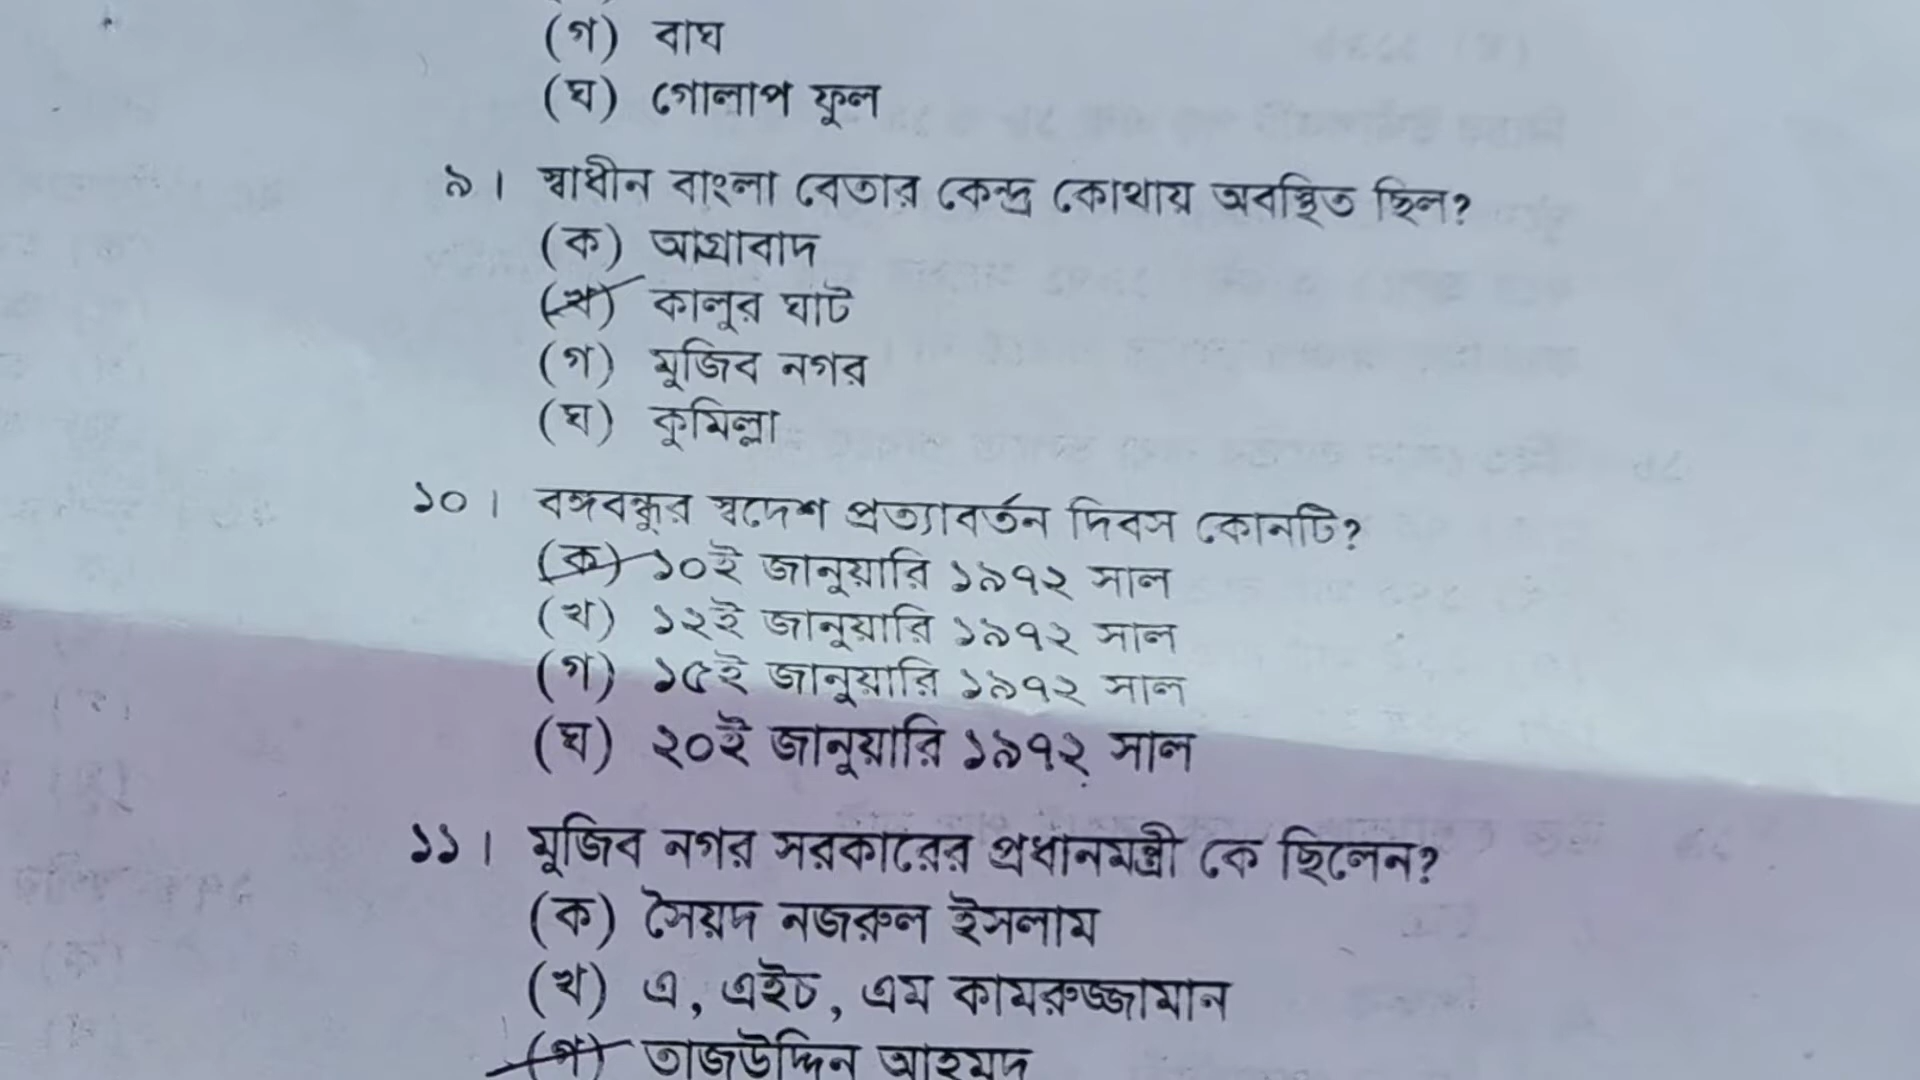 (গ) বাঘ
(ঘ) গোলাপ ফুল
৯। স্বাধীন বাংলা বেতার কেন্দ্র কোথায় অবস্থিত ছিল?
(ক) আগ্রাবাদ
(খ) কালুর ঘাট
(গ) মুজিব নগর
(ঘ) কুমিল্লা
১০। বঙ্গবন্ধুর স্বদেশ প্রত্যাবর্তন দিবস কোনটি?
(ক) ১০ই জানুয়ারি ১৯৭২ সাল
(খ) ১২ই জানুয়ারি ১৯৭২ সাল
(গ) ১৫ই জানুয়ারি ১৯৭২ সাল
(ঘ) ২০ই জানুয়ারি ১৯৭২ সাল
১১। মুজিব নগর সরকারের প্রধানমন্ত্রী কে ছিলেন?
(ক) সৈয়দ নজরুল ইসলাম
(খ) এ, এইচ, এম কামরুজ্জামান
(গ) তাজউদ্দিন আহমদ